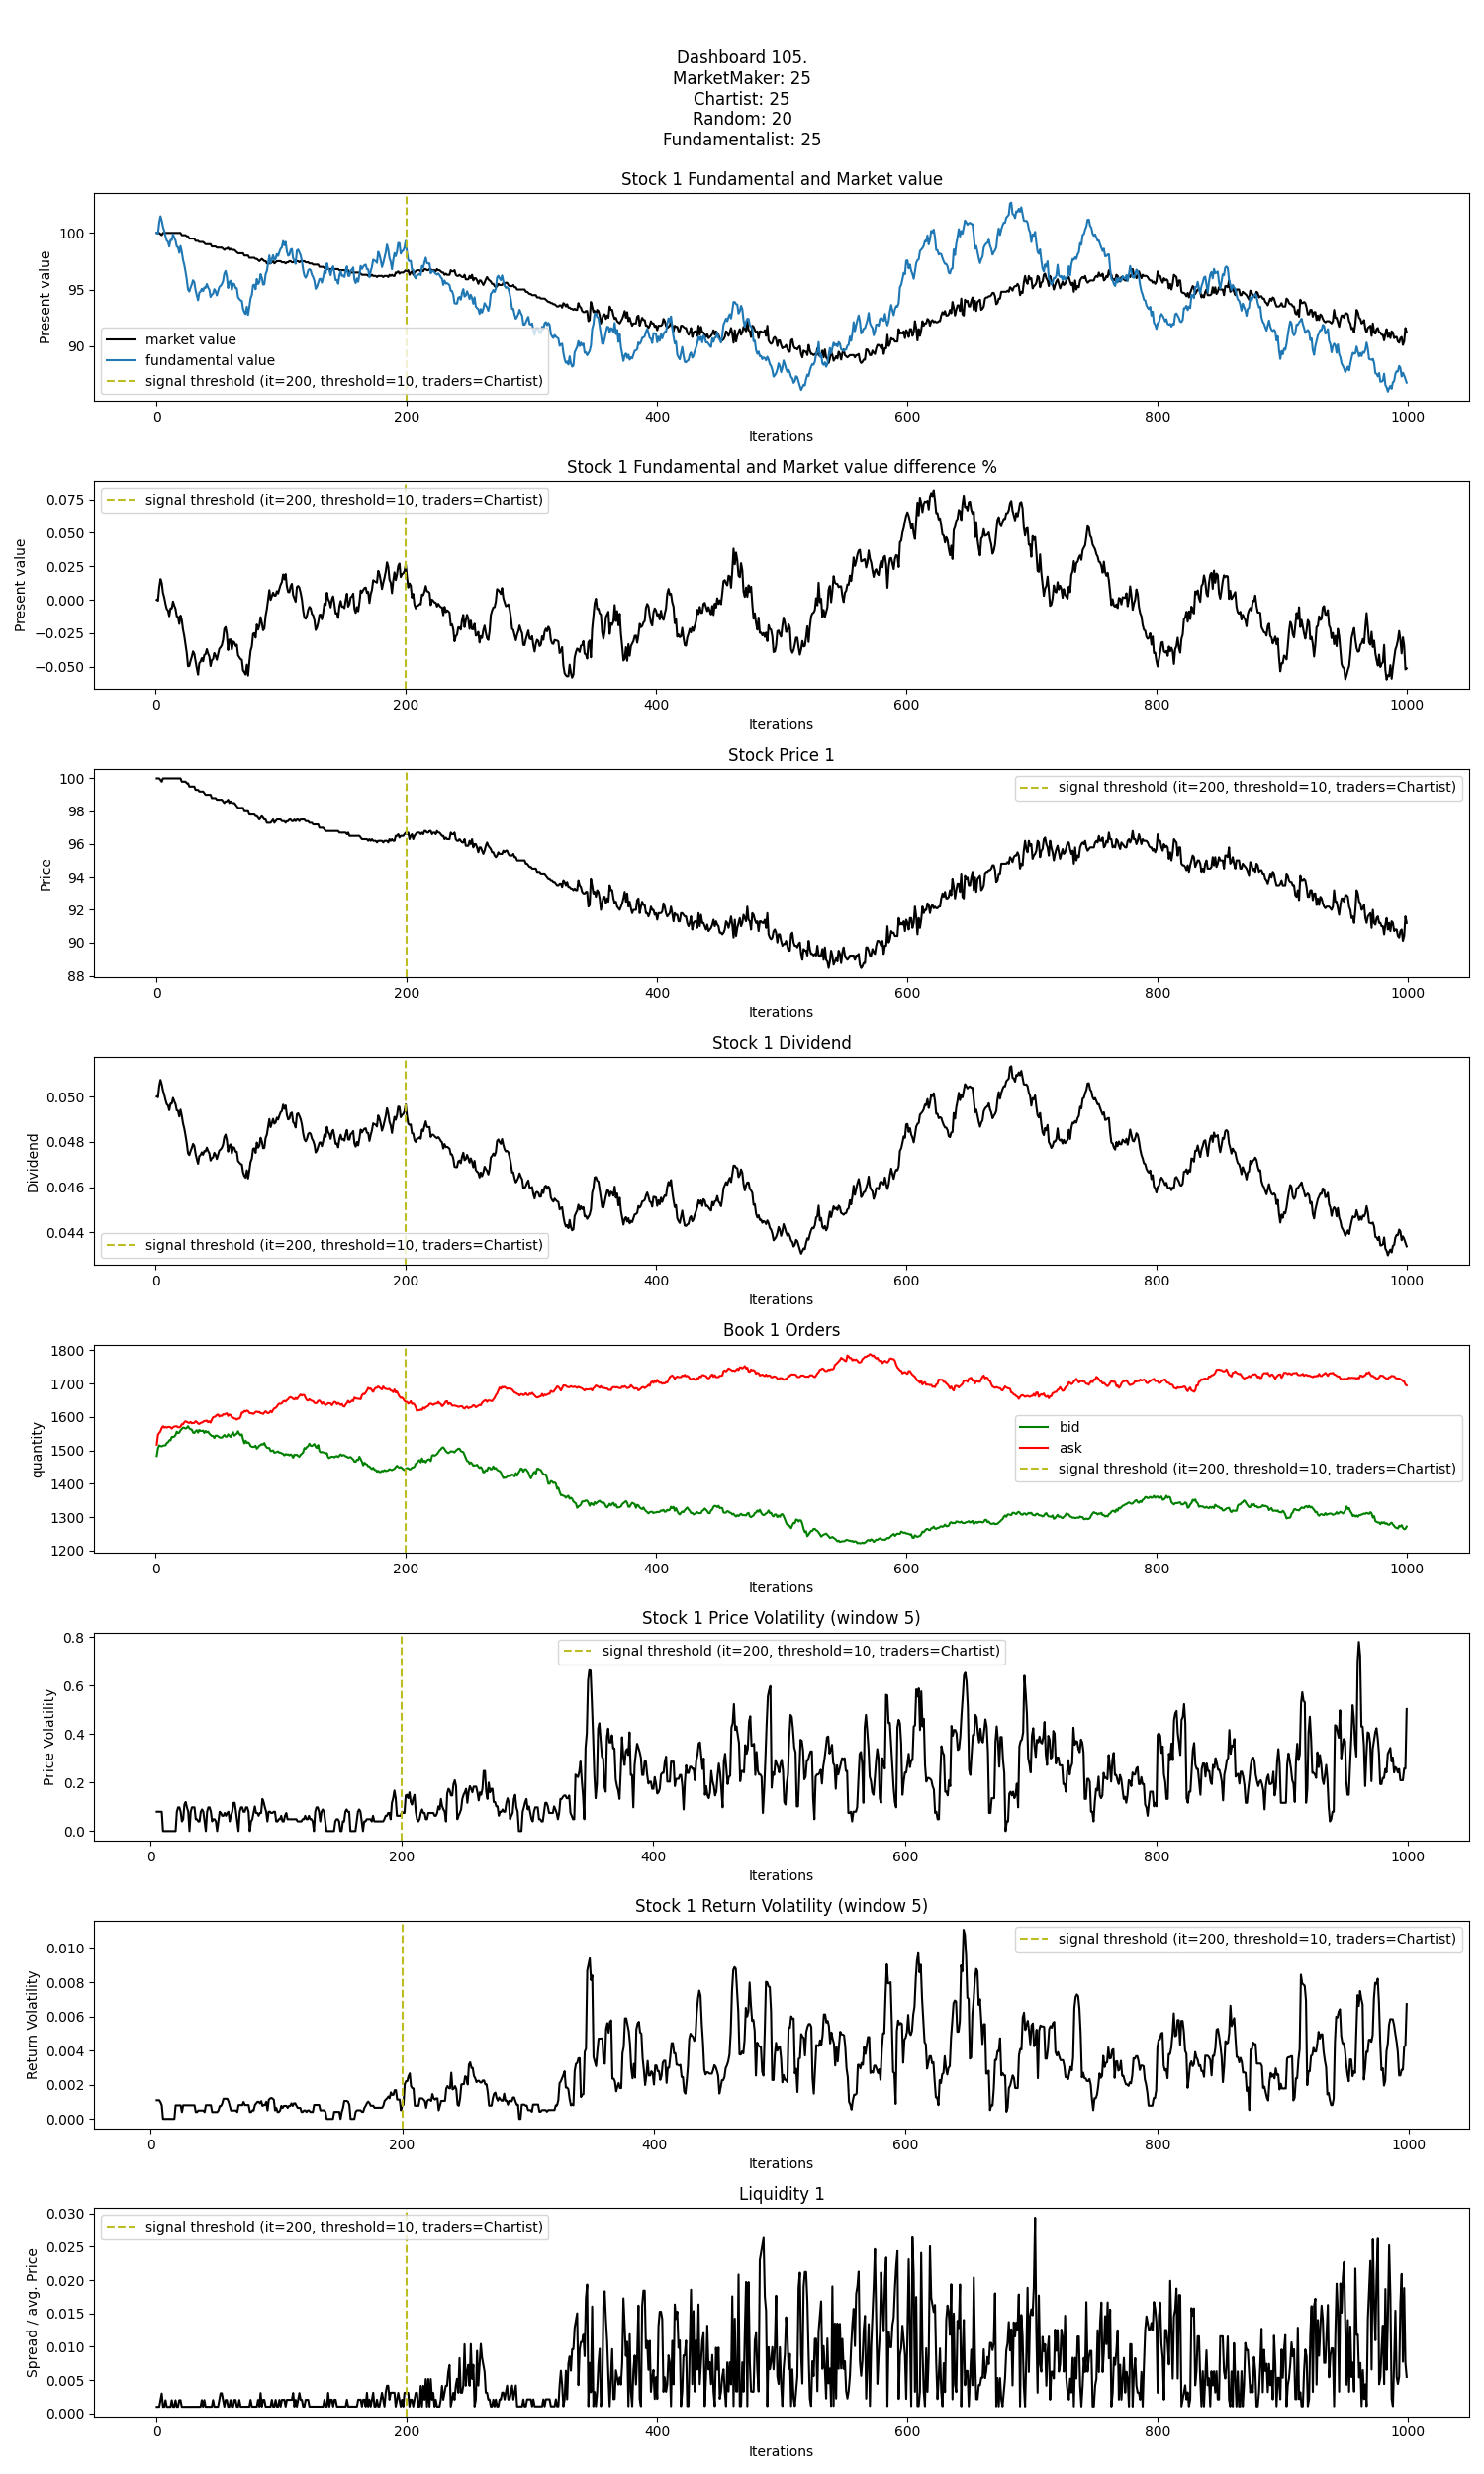 Dashboard 105.
MarketMaker: 25
Chartist: 25
Random: 20
Fundamentalist: 25
Stock 1 Fundamental and Market value
Present value
100
95
90
market value
fundamental value
signal threshold (it=200, threshold=10, traders=Chartist)
0 200 400 600 800 1000
Iterations
Stock 1 Fundamental and Market value difference %
Present value
0.075
0.050
0.025
0.000
−0.025
−0.050
signal threshold (it=200, threshold=10, traders=Chartist)
0 200 400 600 800 1000
Iterations
Stock Price 1
Price
100
98
96
94
92
90
88
signal threshold (it=200, threshold=10, traders=Chartist)
0 200 400 600 800 1000
Iterations
Stock 1 Dividend
Dividend
0.050
0.048
0.046
0.044
signal threshold (it=200, threshold=10, traders=Chartist)
0 200 400 600 800 1000
Iterations
Book 1 Orders
quantity
1800
1700
1600
1500
1400
1300
1200
bid
ask
signal threshold (it=200, threshold=10, traders=Chartist)
0 200 400 600 800 1000
Iterations
Stock 1 Price Volatility (window 5)
Price Volatility
0.8
0.6
0.4
0.2
0.0
signal threshold (it=200, threshold=10, traders=Chartist)
0 200 400 600 800 1000
Iterations
Stock 1 Return Volatility (window 5)
Return Volatility
0.010
0.008
0.006
0.004
0.002
0.000
signal threshold (it=200, threshold=10, traders=Chartist)
0 200 400 600 800 1000
Iterations
Liquidity 1
Spread / avg. Price
0.030
0.025
0.020
0.015
0.010
0.005
0.000
signal threshold (it=200, threshold=10, traders=Chartist)
0 200 400 600 800 1000
Iterations